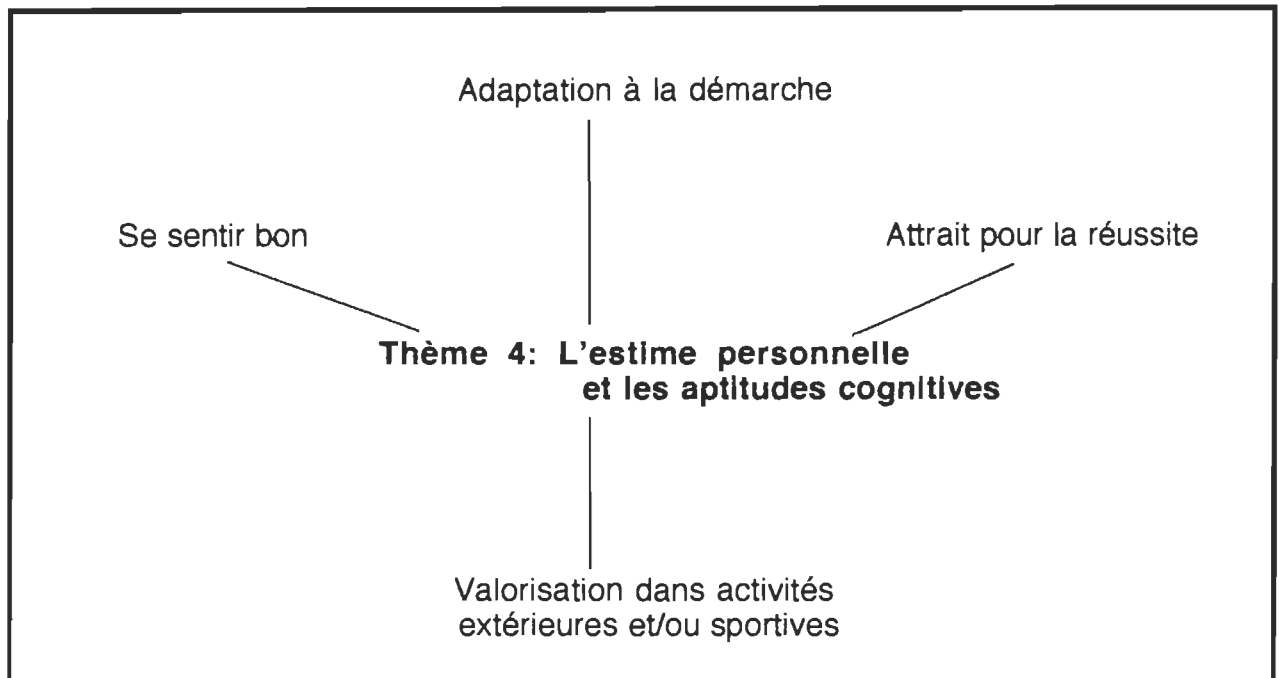 Adaptation à la démarche
Se sentir bon
Attrait pour la réussite
Thème 4: L'estime personnelle
et les aptitudes cognitives
Valorisation dans activités
extérieures et/ou sportives